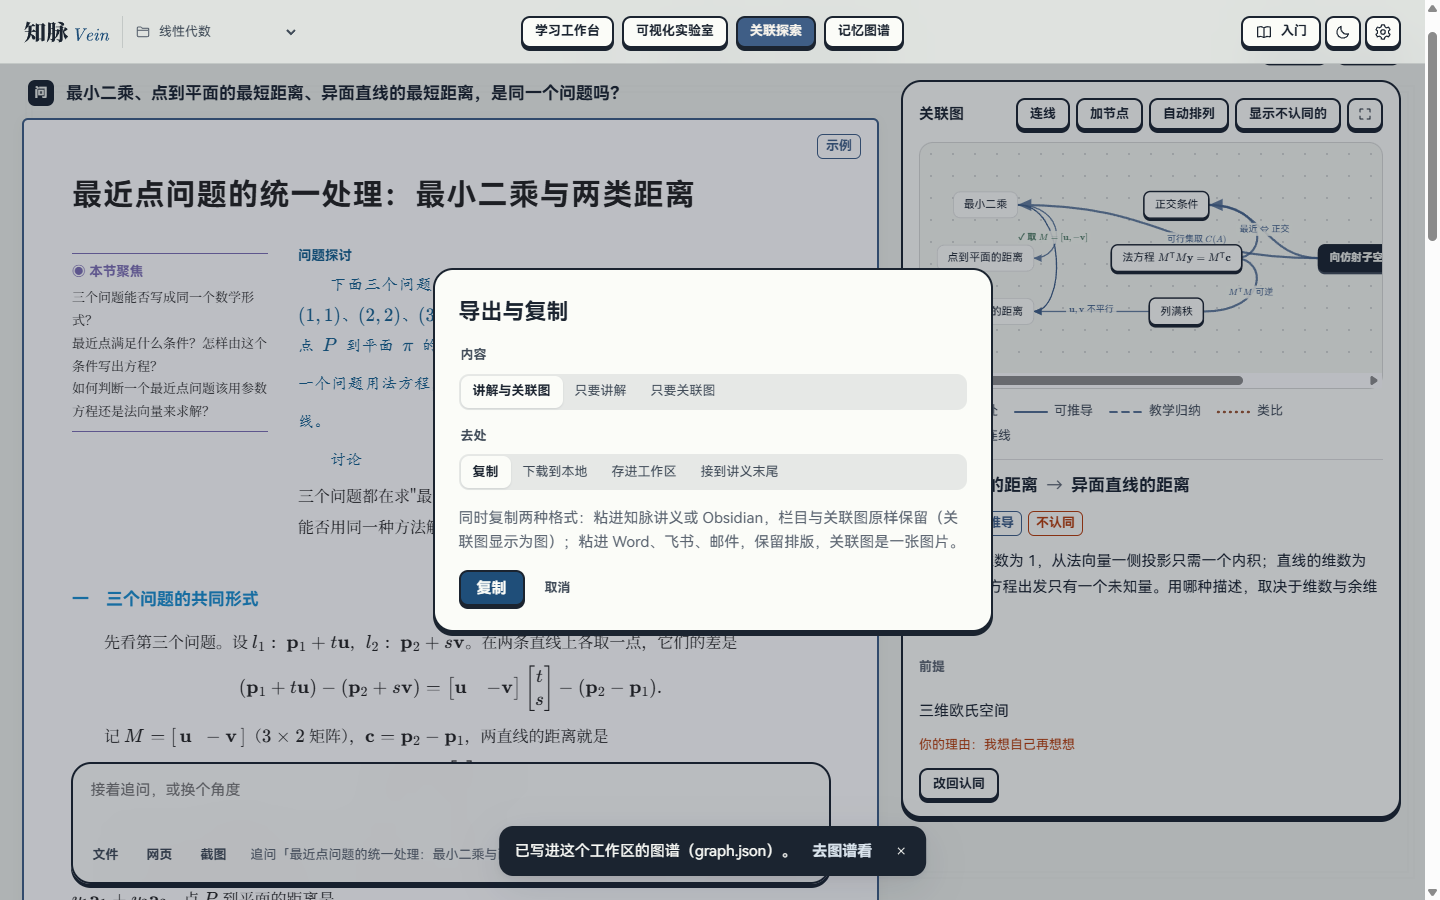 知脉 Vein
线性代数
学习工作台
可视化实验室
关联探索
记忆图谱
入门
问 最小二乘、点到平面的最短距离、异面直线的最短距离，是同一个问题吗？
示例
最近点问题的统一处理：最小二乘与两类距离
◉ 本节聚焦
三个问题能否写成同一个数学形
式？
最近点满足什么条件？怎样由这个
条件写出方程？
如何判断一个最近点问题该用参数
方程还是法向量来求解？
问题探讨
下面三个问题
(1, 1)、(2, 2)、(3
点 P 到平面 π 的
一个问题用法方程
线。
讨论
三个问题都在求"最
能否用同一种方法解
一 三个问题的共同形式
先看第三个问题。设 l₁：p₁ + tu，l₂：p₂ + sv。在两条直线上各取一点，它们的差是
(p₁ + tu) − (p₂ + sv) = [u −v] [t s] − (p₂ − p₁).
记 M = [ u − v ]（3 × 2 矩阵），c = p₂ − p₁，两直线的距离就是
接着追问，或换个角度
文件
网页
截图
追问「最近点问题的统一处理：最小二乘与
点 P 到平面的距离是
关联图
连线
加节点
自动排列
显示不认同的
最小二乘
正交条件
最近 ⇔ 正交
✓ 取 M = [u, −v]
可行集取 C(A)
点到平面的距离
法方程 MᵀMy = Mᵀc
向仿射子空
MᵀM 可逆
的距离
u, v 不平行
列满秩
可推导
教学归纳
类比
连线
的距离 → 异面直线的距离
推导
不认同
数为 1，从法向量一侧投影只需一个内积；直线的维数为
方程出发只有一个未知量。用哪种描述，取决于维数与余维
前提
三维欧氏空间
你的理由：我想自己再想想
改回认同
导出与复制
内容
讲解与关联图
只要讲解
只要关联图
去处
复制
下载到本地
存进工作区
接到讲义末尾
同时复制两种格式：粘进知脉讲义或 Obsidian，栏目与关联图原样保留（关
联图显示为图）；粘进 Word、飞书、邮件，保留排版，关联图是一张图片。
复制
取消
已写进这个工作区的图谱（graph.json）。 去图谱看 ×